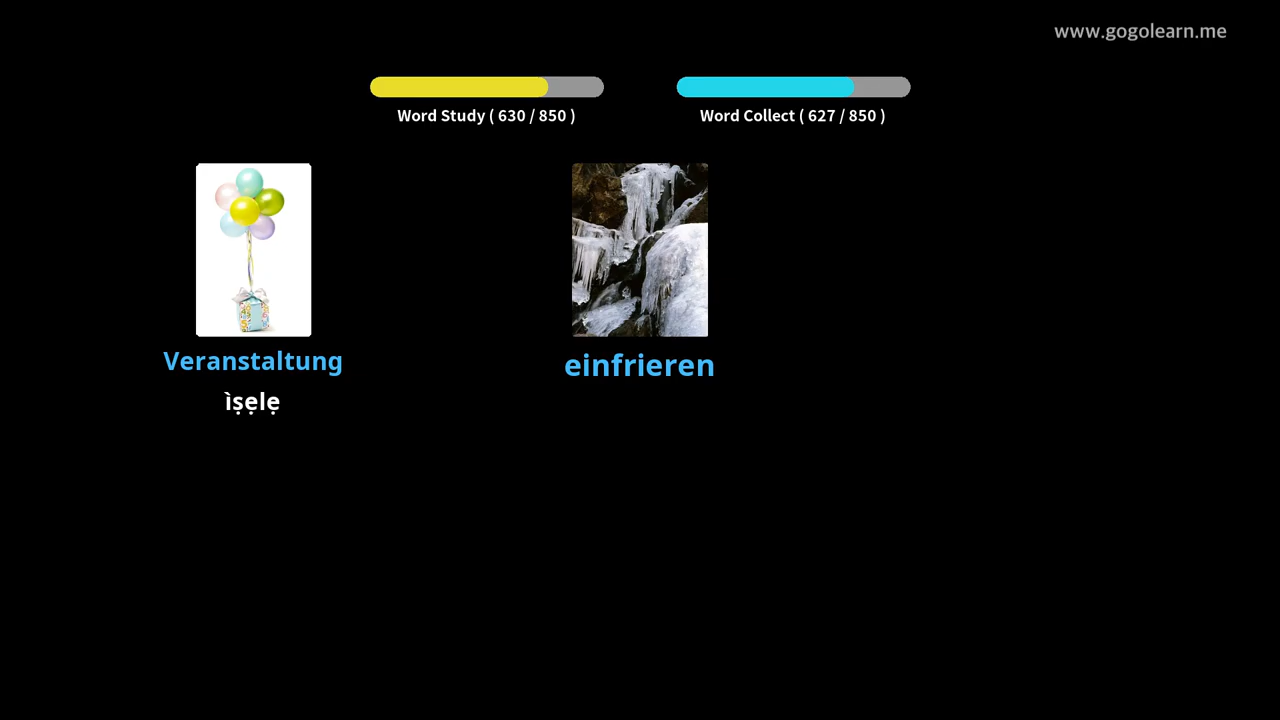 www.gogolearn.me
Word Study ( 630 / 850 )
Word Collect ( 627 / 850 )
Veranstaltung
ìṣẹlẹ
einfrieren